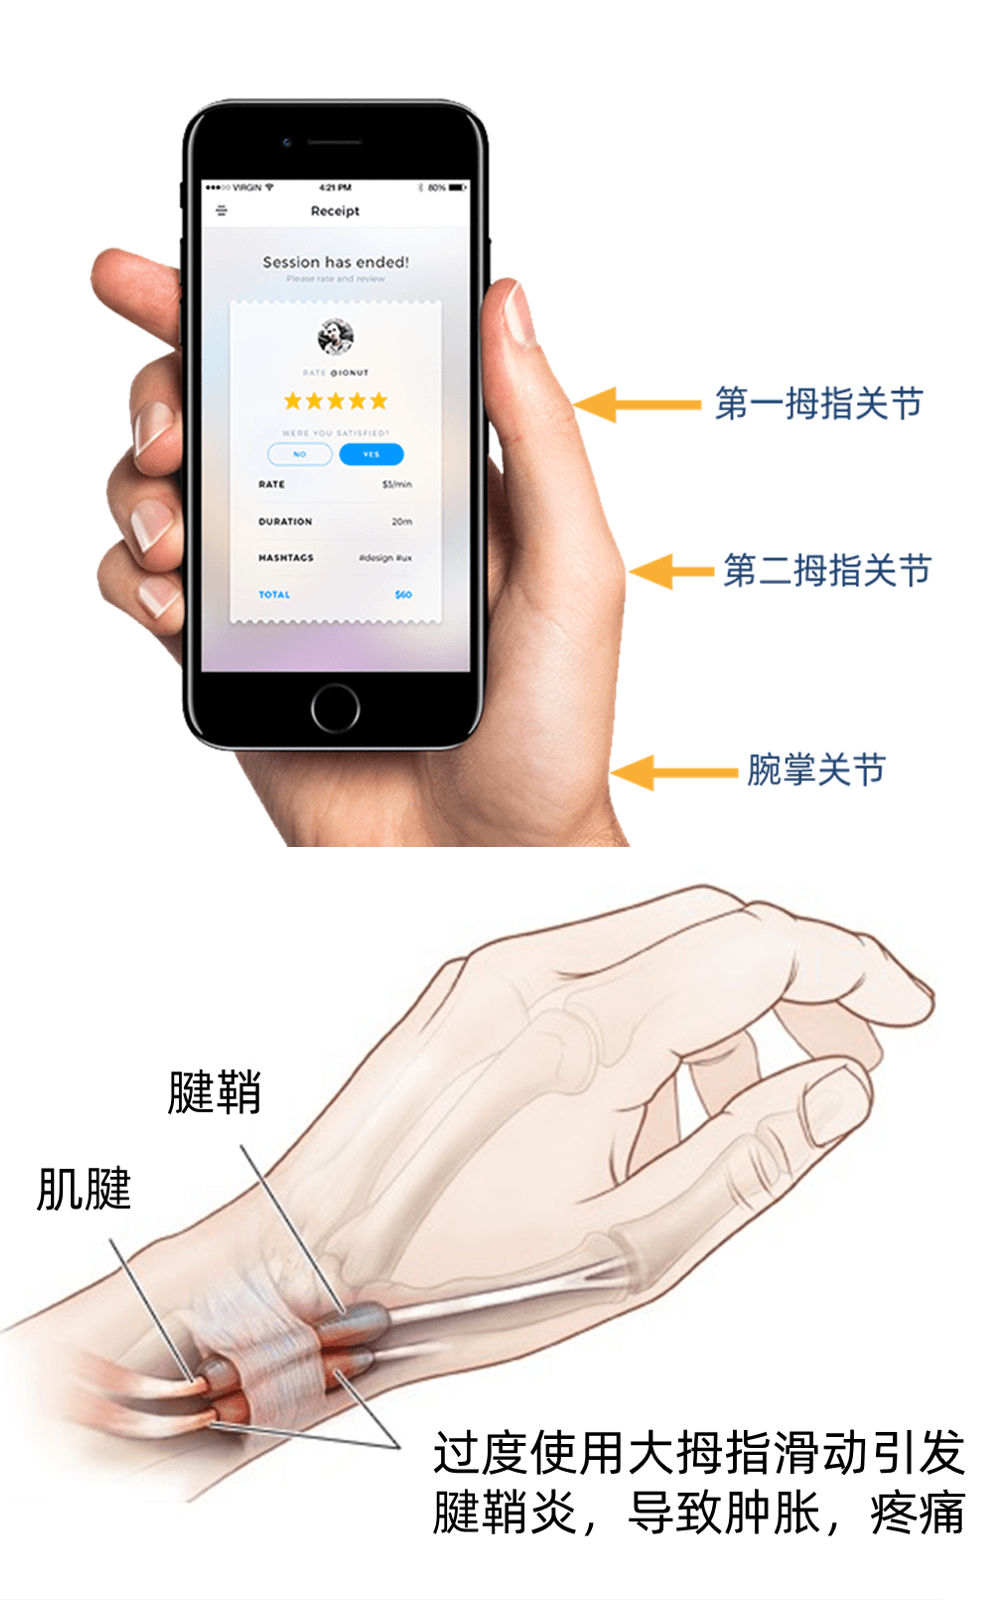 VIRGIN
4:21 PM
80%
Receipt
Session has ended!
Please rate and review
RATE @IONUT
WERE YOU SATISFIED?
NO YES
RATE $3/min
DURATION 20m
HASHTAGS #design #ux
TOTAL $60
第一拇指关节
第二拇指关节
腕掌关节
腱鞘
肌腱
过度使用大拇指滑动引发
腱鞘炎，导致肿胀，疼痛